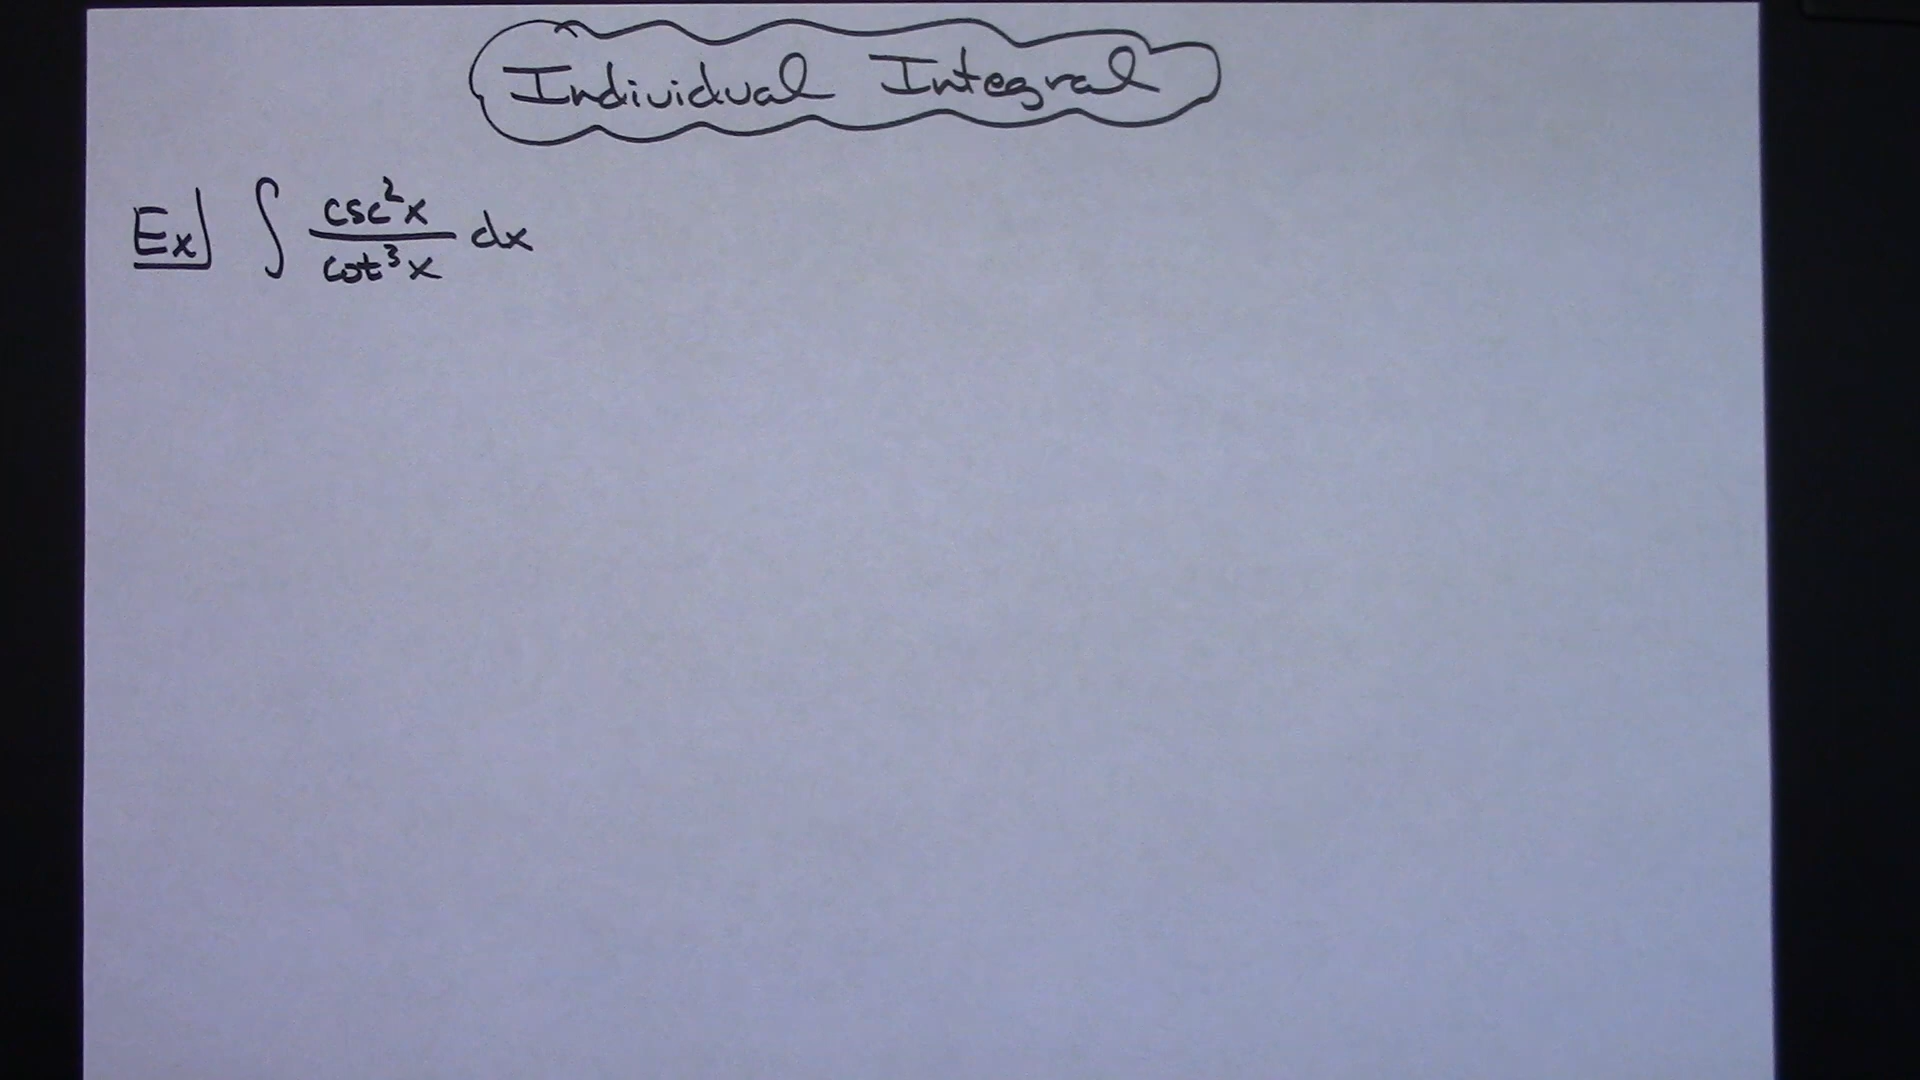 Individual Integral
Ex] ∫ csc²x / cot³x dx